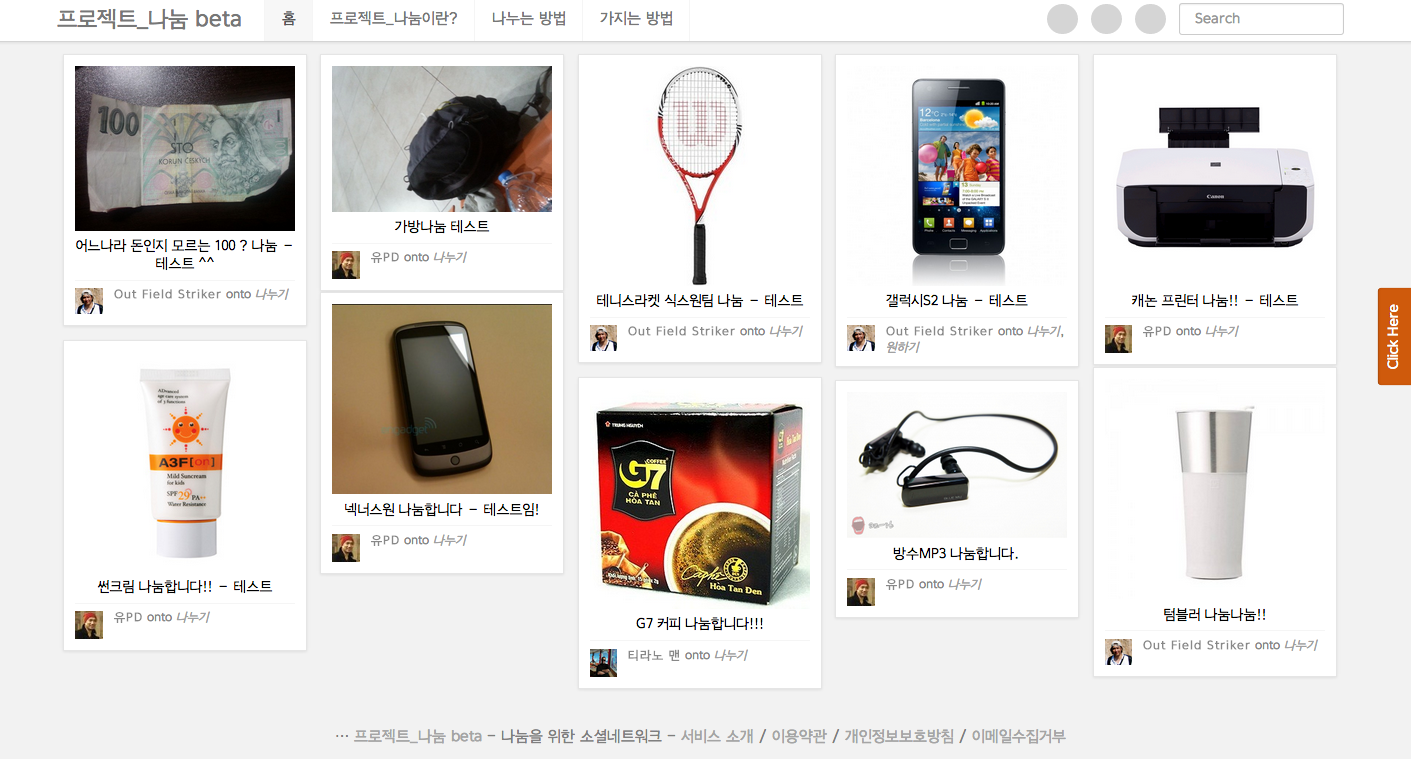 프로젝트_나눔 beta
홈
프로젝트_나눔이란?
나누는 방법
가지는 방법
Search
100
STO
KORUN ČESKÝCH
어느나라 돈인지 모르는 100 ? 나눔 -
테스트 ^^
Out Field Striker onto 나누기
가방나눔 테스트
유PD onto 나누기
W
테니스라켓 식스원팀 나눔 - 테스트
Out Field Striker onto 나누기
12°C
Barcelona
갤럭시S2 나눔 - 테스트
Out Field Striker onto 나누기,
원하기
Canon
캐논 프린터 나눔!! - 테스트
유PD onto 나누기
Click Here
ADvanced
age care system
of 3 functions
A3F[on]
Mild Suncream
for kids
SPF29 PA++
Water Resistance
썬크림 나눔합니다!! - 테스트
유PD onto 나누기
engadget
넥너스원 나눔합니다 - 테스트임!
유PD onto 나누기
TRUNG NGUYEN
COFFEE
G7
CÀ PHÊ
HÒA TAN
Hòa Tan Đen
G7 커피 나눔합니다!!!
티라노 맨 onto 나누기
방수MP3 나눔합니다.
유PD onto 나누기
텀블러 나눔나눔!!
Out Field Striker onto 나누기
... 프로젝트_나눔 beta - 나눔을 위한 소셜네트워크 - 서비스 소개 / 이용약관 / 개인정보보호방침 / 이메일수집거부